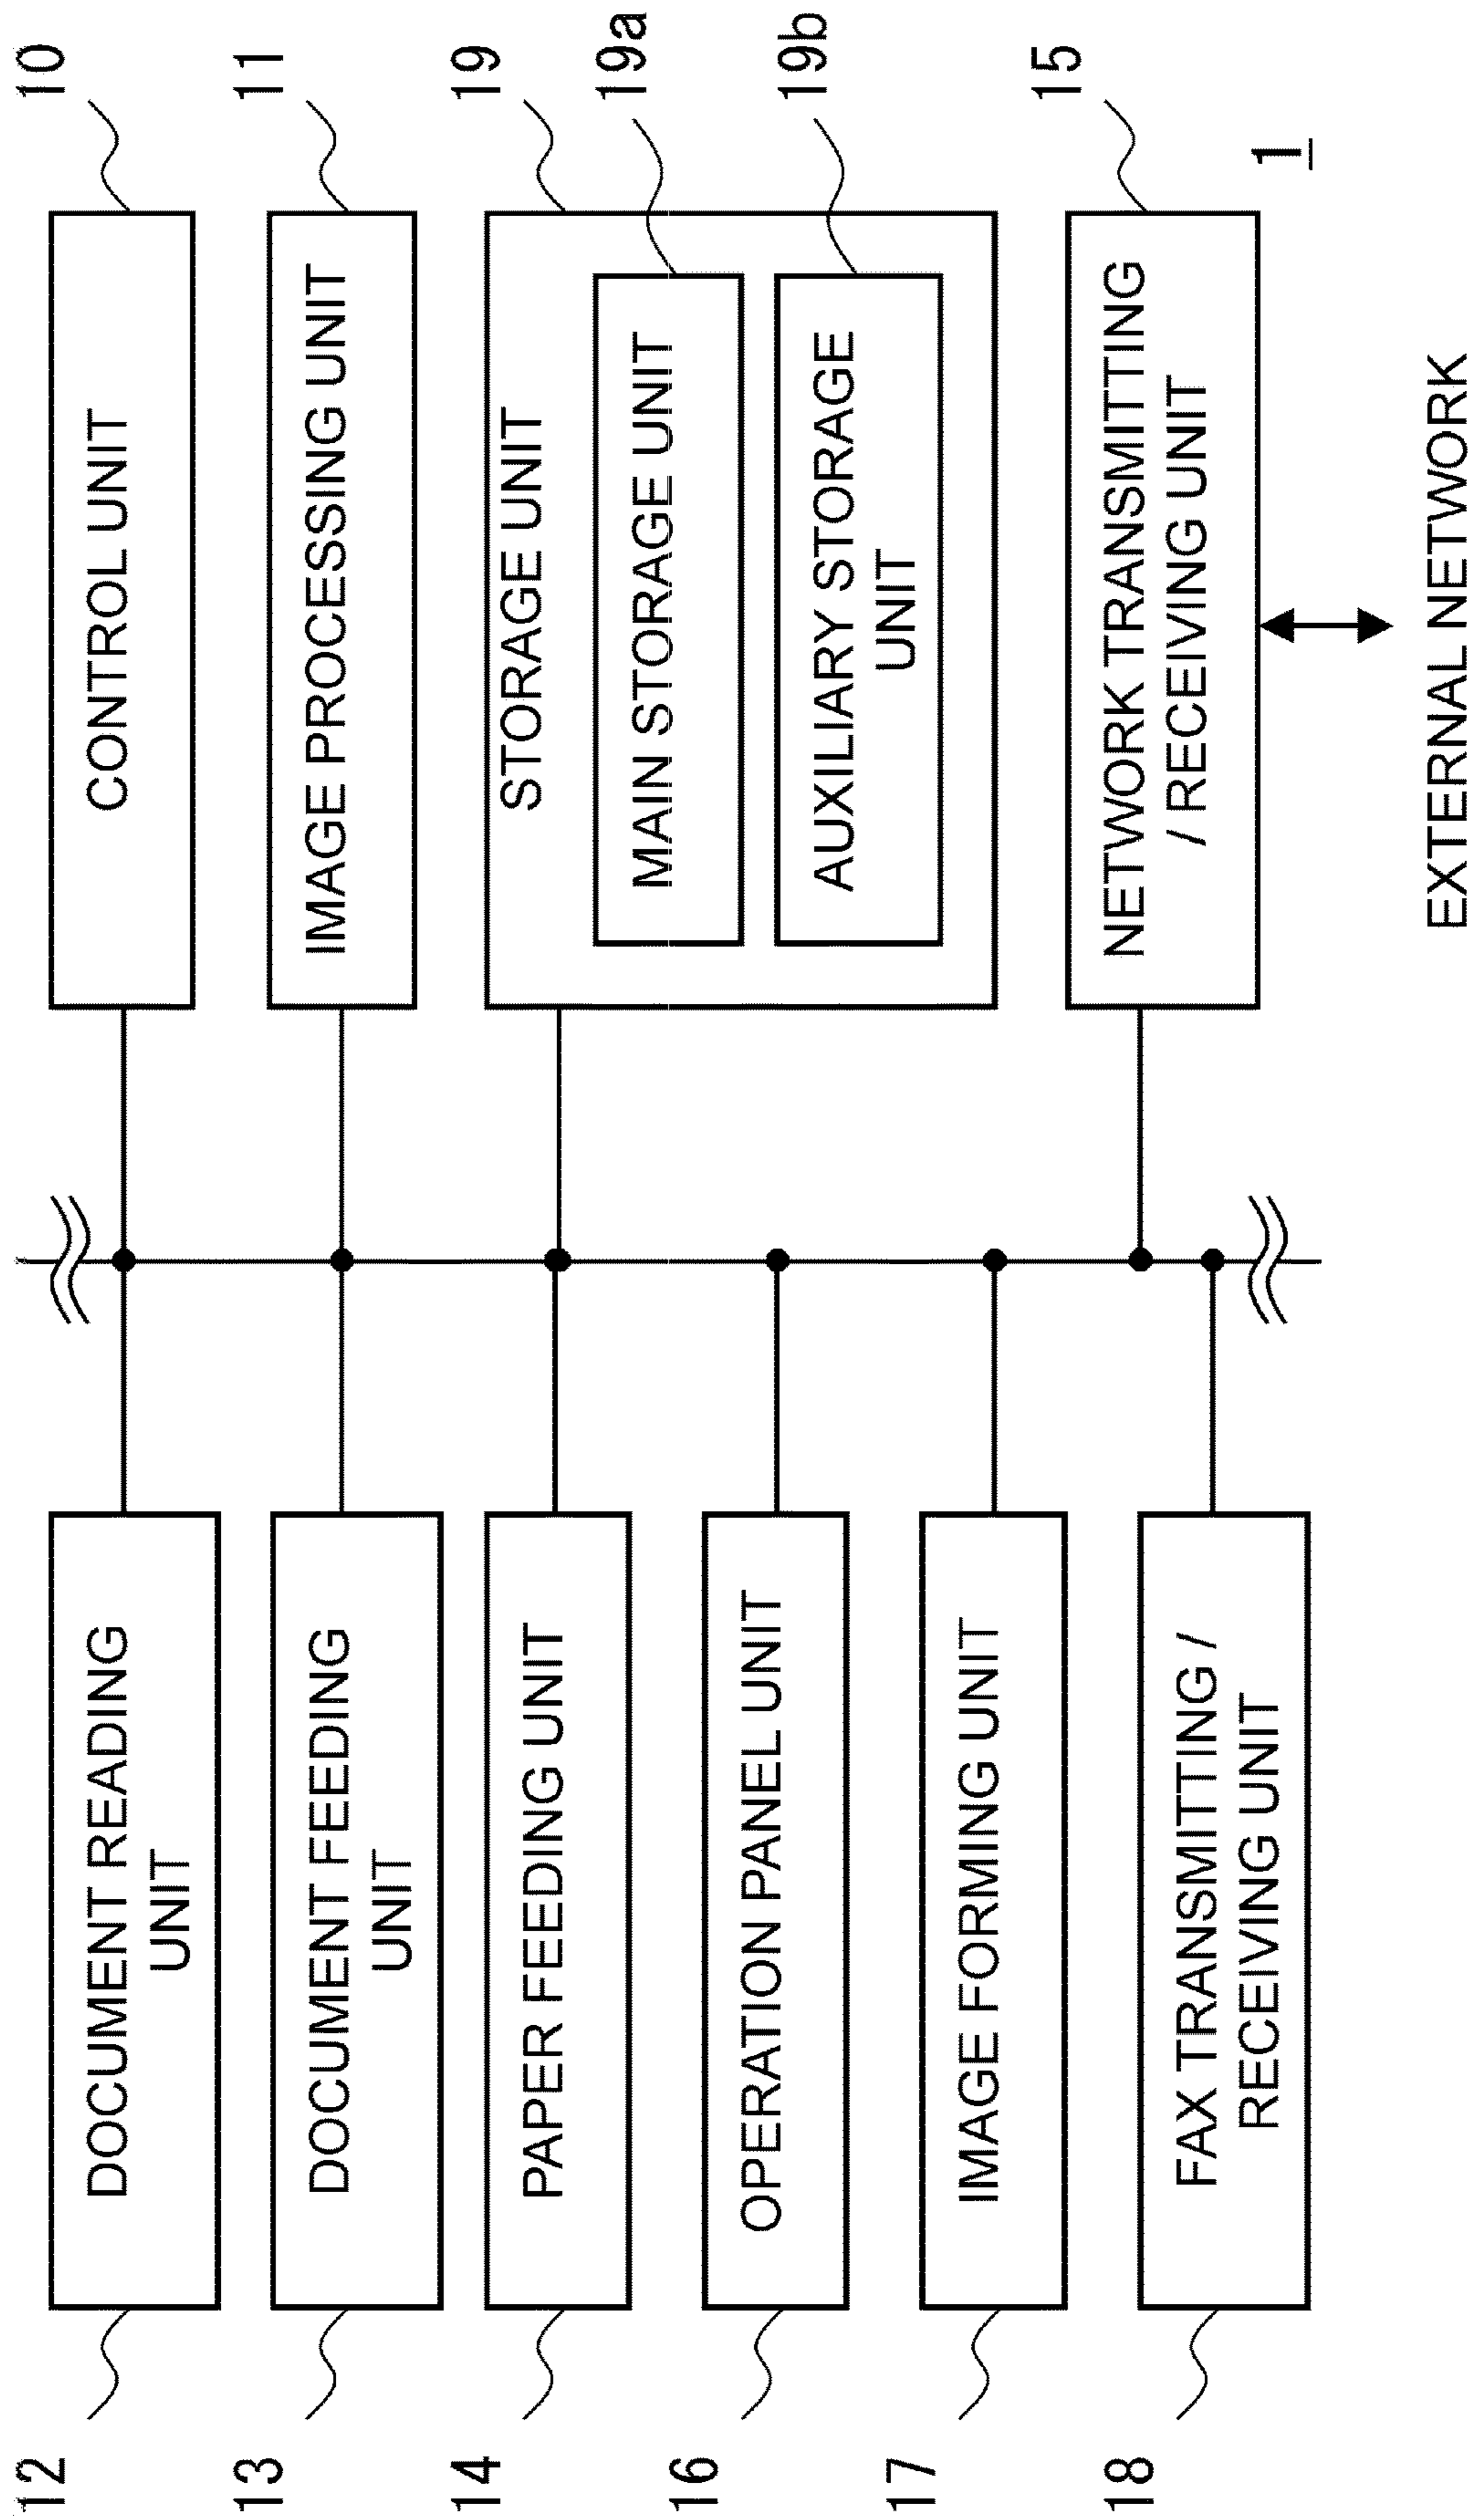 12
DOCUMENT READING
UNIT
13
DOCUMENT FEEDING
UNIT
14
PAPER FEEDING UNIT
16
OPERATION PANEL UNIT
17
IMAGE FORMING UNIT
18
FAX TRANSMITTING /
RECEIVING UNIT
10
CONTROL UNIT
11
IMAGE PROCESSING UNIT
19
STORAGE UNIT
19a
MAIN STORAGE UNIT
19b
AUXILIARY STORAGE
UNIT
15
NETWORK TRANSMITTING
/ RECEIVING UNIT
1
EXTERNAL NETWORK